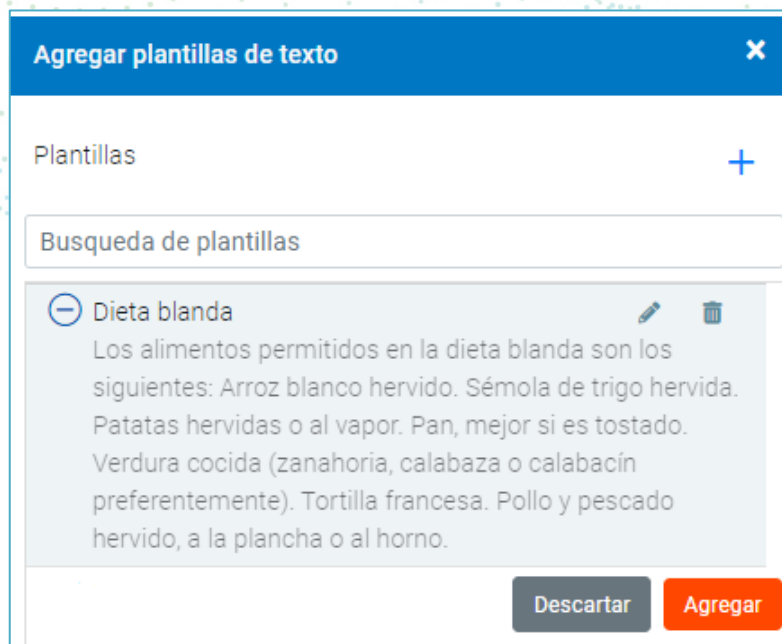 Agregar plantillas de texto
Plantillas
Busqueda de plantillas
Dieta blanda
Los alimentos permitidos en la dieta blanda son los
siguientes: Arroz blanco hervido. Sémola de trigo hervida.
Patatas hervidas o al vapor. Pan, mejor si es tostado.
Verdura cocida (zanahoria, calabaza o calabacín
preferentemente). Tortilla francesa. Pollo y pescado
hervido, a la plancha o al horno.
Descartar Agregar